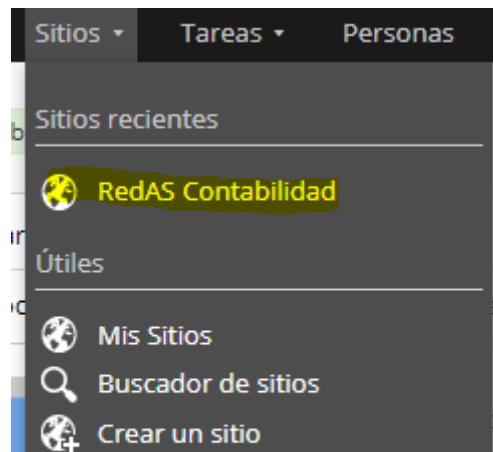 Sitios Tareas Personas
Sitios recientes
RedAS Contabilidad
Útiles
Mis Sitios
Buscador de sitios
Crear un sitio